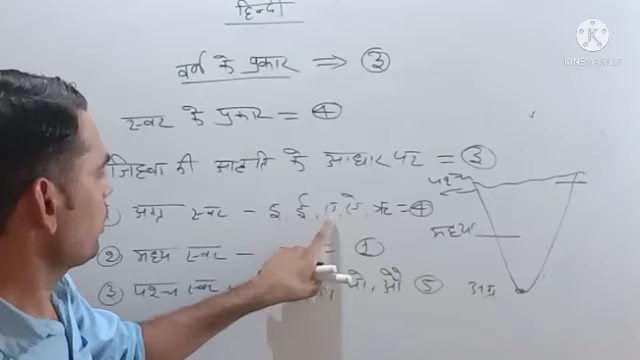 हिन्दी
वर्ण के प्रकार ⇒ ③
स्वर के प्रकार = ④
जिह्वा की आकृति के आधार पर = ③
अग्र स्वर - इ, ई, ए, ऐ, ऋ = ④
② मध्य स्वर - = ①
③ पश्च स्वर ओ, औ ⑤
पश्च
मध्य
अग्र
KINEMASTER